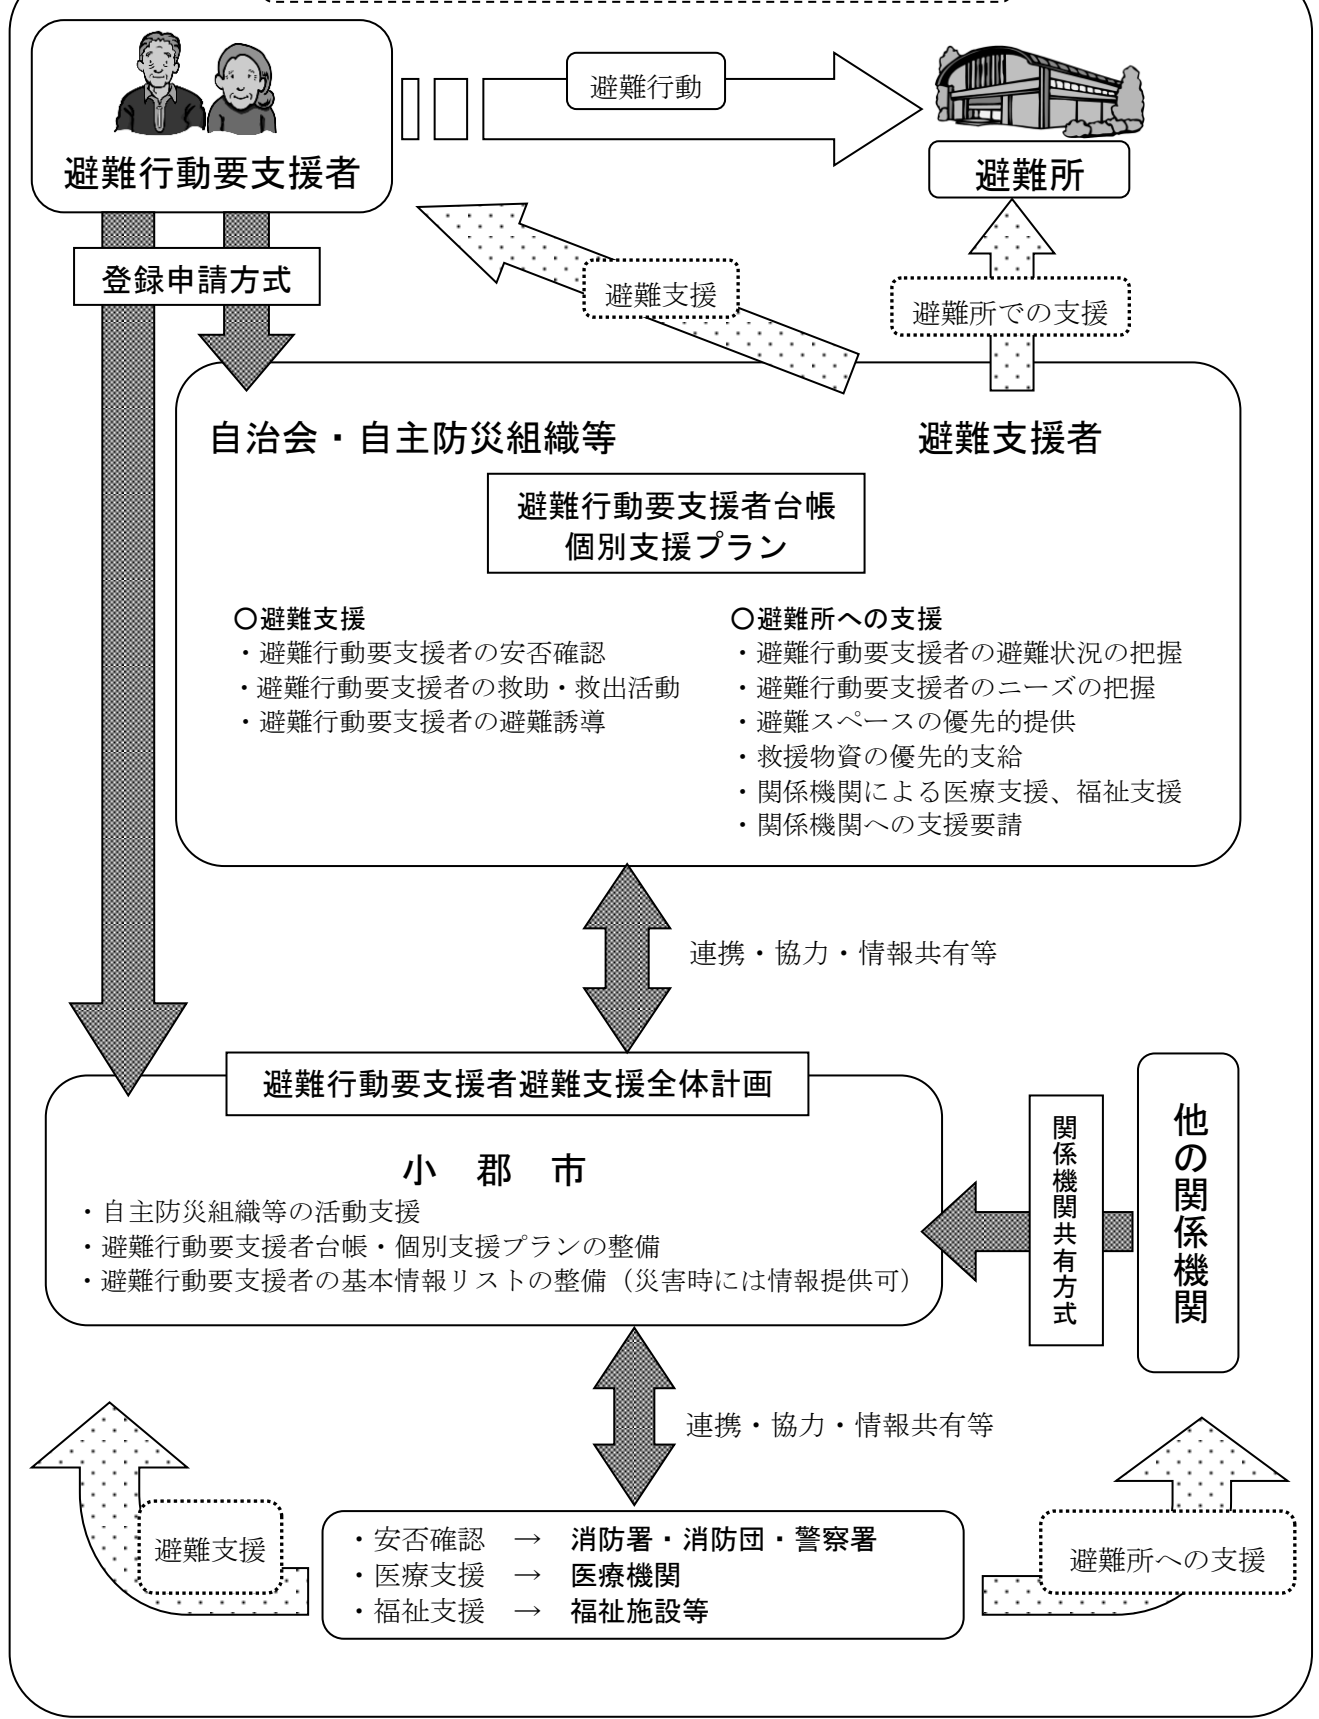 避難行動
避難行動要支援者
避難所
登録申請方式
避難支援
避難所での支援
自治会・自主防災組織等
避難支援者
避難行動要支援者台帳
個別支援プラン
○避難支援
・避難行動要支援者の安否確認
・避難行動要支援者の救助・救出活動
・避難行動要支援者の避難誘導
○避難所への支援
・避難行動要支援者の避難状況の把握
・避難行動要支援者のニーズの把握
・避難スペースの優先的提供
・救援物資の優先的支給
・関係機関による医療支援、福祉支援
・関係機関への支援要請
連携・協力・情報共有等
避難行動要支援者避難支援全体計画
小 郡 市
・自主防災組織等の活動支援
・避難行動要支援者台帳・個別支援プランの整備
・避難行動要支援者の基本情報リストの整備（災害時には情報提供可）
関係機関共有方式
他の関係機関
連携・協力・情報共有等
避難支援
・安否確認 → 消防署・消防団・警察署
・医療支援 → 医療機関
・福祉支援 → 福祉施設等
避難所への支援